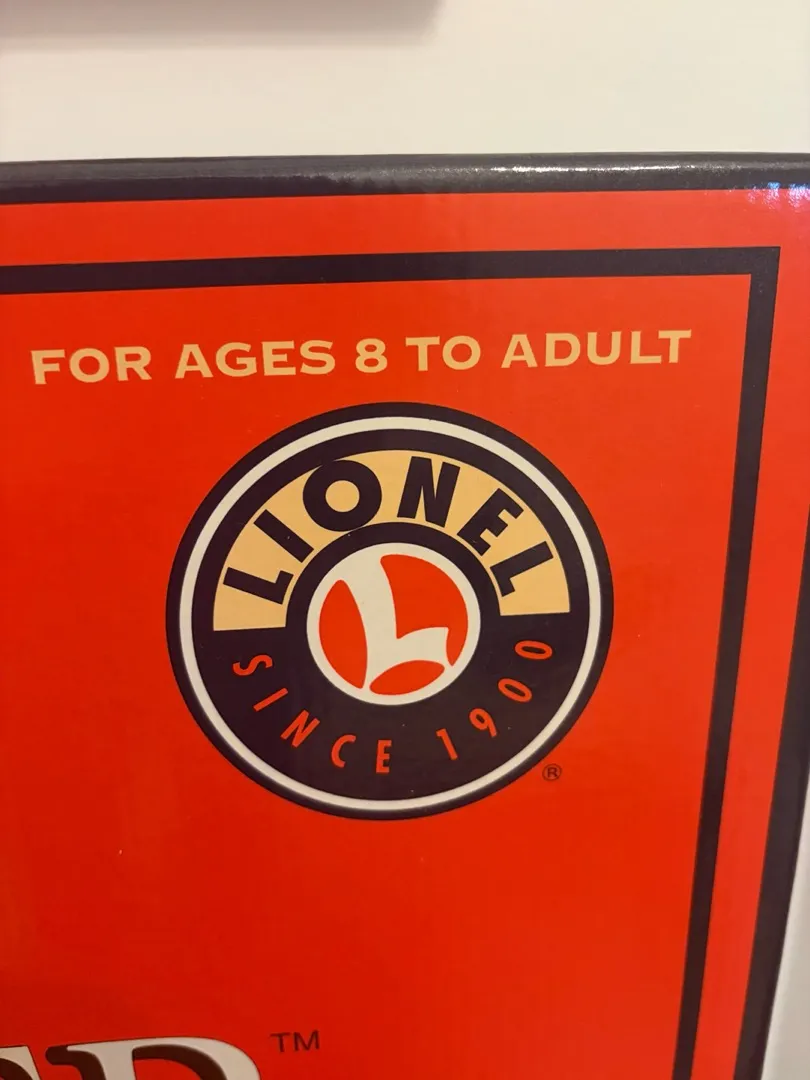 FOR AGES 8 TO ADULT
LIONEL
L
SINCE 1900
®
TM